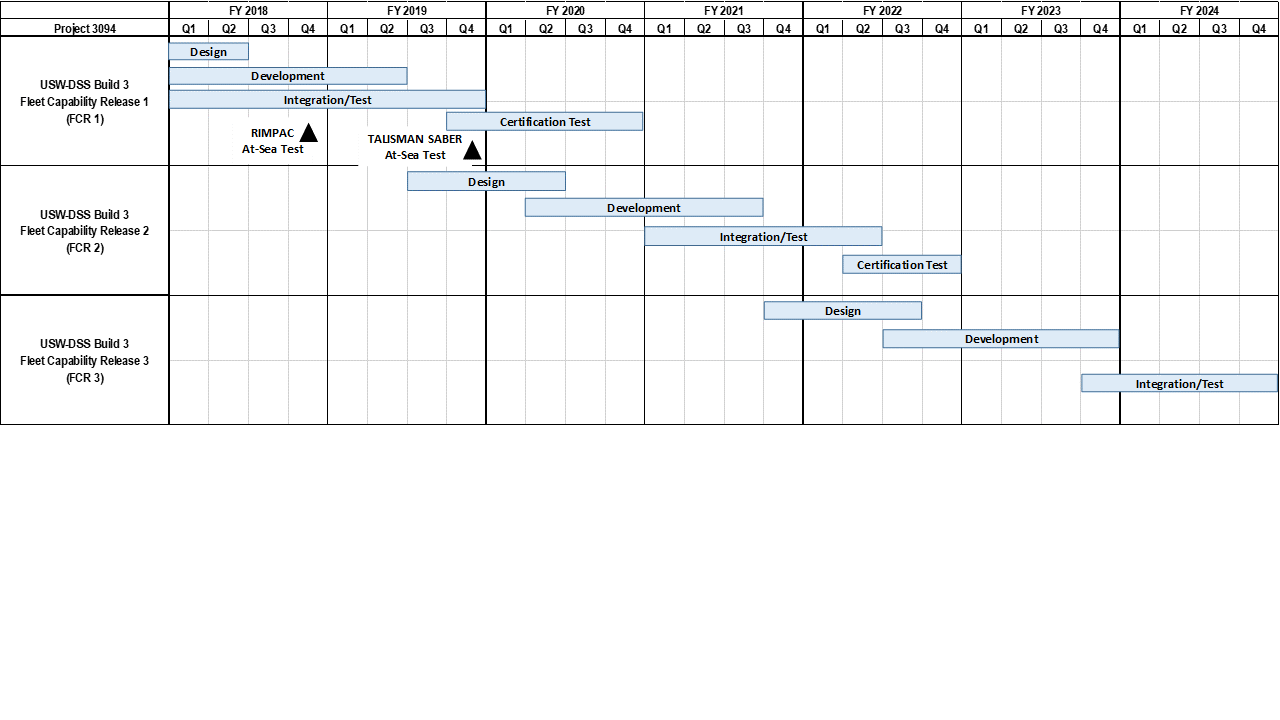 FY 2018 FY 2019 FY 2020 FY 2021 FY 2022 FY 2023 FY 2024
Project 3094 Q1 Q2 Q3 Q4 Q1 Q2 Q3 Q4 Q1 Q2 Q3 Q4 Q1 Q2 Q3 Q4 Q1 Q2 Q3 Q4 Q1 Q2 Q3 Q4 Q1 Q2 Q3 Q4
USW-DSS Build 3
Fleet Capability Release 1
(FCR 1)
Design
Development
Integration/Test
Certification Test
RIMPAC
At-Sea Test
TALISMAN SABER
At-Sea Test
USW-DSS Build 3
Fleet Capability Release 2
(FCR 2)
Design
Development
Integration/Test
Certification Test
USW-DSS Build 3
Fleet Capability Release 3
(FCR 3)
Design
Development
Integration/Test